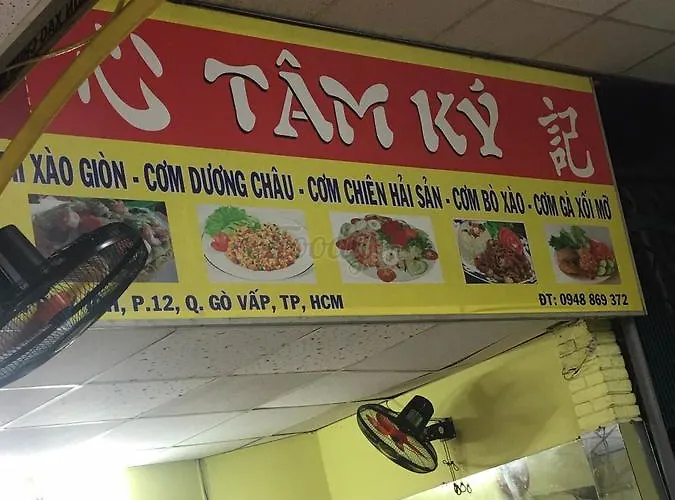 心 TÂM KÝ 記
XÀO GIÒN - CƠM DƯƠNG CHÂU - CƠM CHIÊN HẢI SẢN - CƠM BÒ XÀO - CƠM GÀ XỐI MỠ
P.12, Q. GÒ VẤP, TP, HCM
ĐT: 0948 869 372